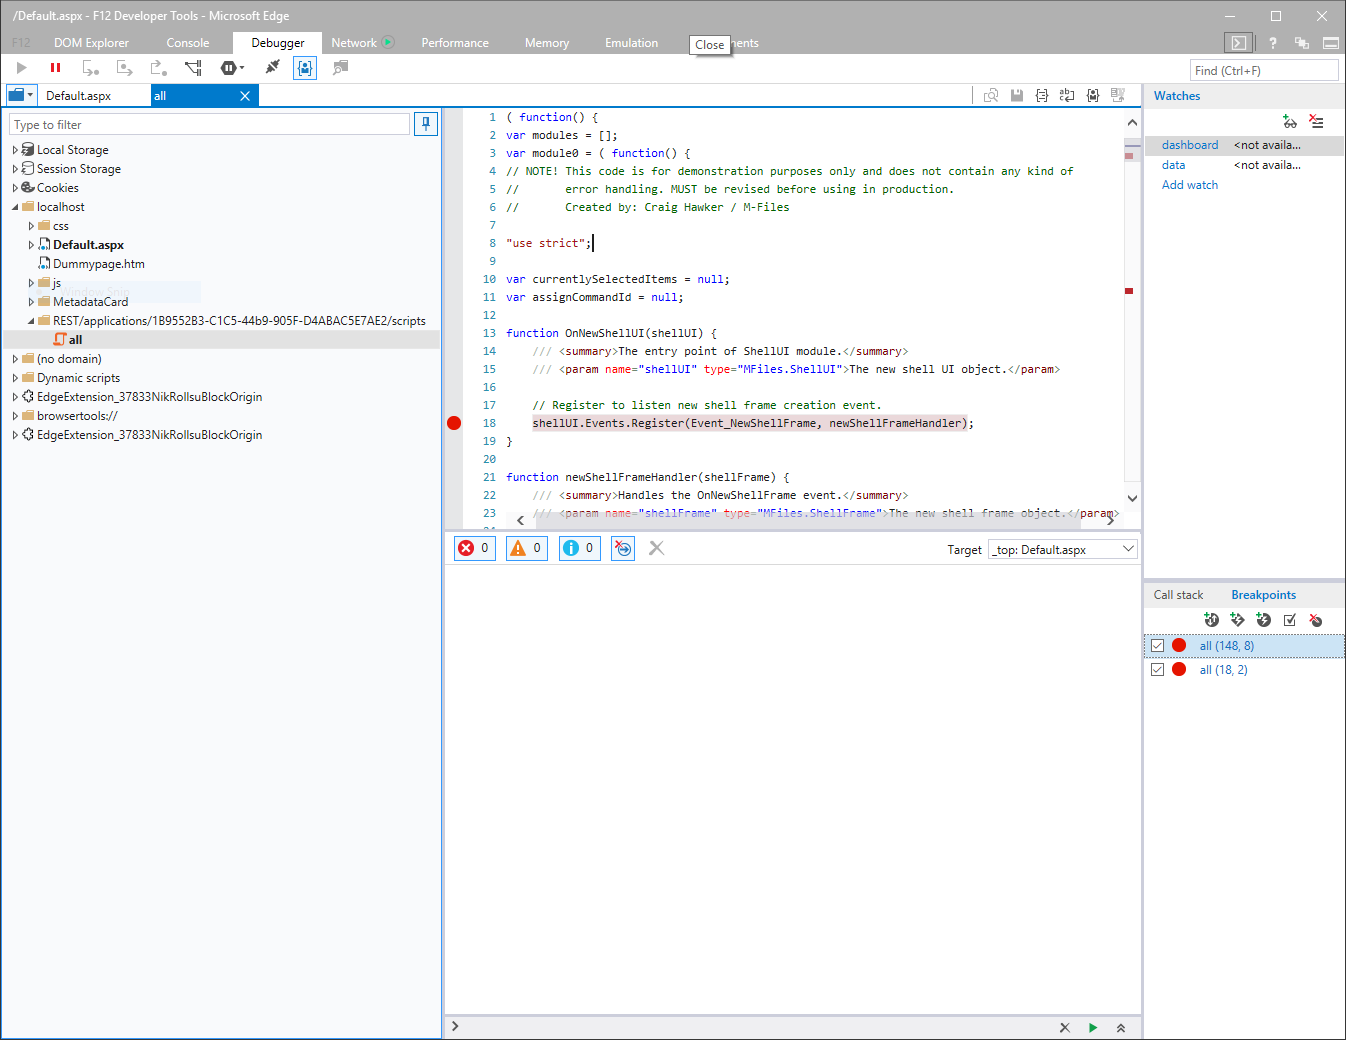 /Default.aspx - F12 Developer Tools - Microsoft Edge
F12 DOM Explorer Console Debugger Network Performance Memory Emulation Close nents ?
Find (Ctrl+F)
Default.aspx all
Type to filter
Local Storage
Session Storage
Cookies
localhost
css
Default.aspx
Dummypage.htm
js
Window Snip
MetadataCard
REST/applications/1B9552B3-C1C5-44b9-905F-D4ABAC5E7AE2/scripts
all
(no domain)
Dynamic scripts
EdgeExtension_37833NikRollsuBlockOrigin
browsertools://
EdgeExtension_37833NikRollsuBlockOrigin
1 ( function() {
2 var modules = [];
3 var module0 = ( function() {
4 // NOTE! This code is for demonstration purposes only and does not contain any kind of
5 // error handling. MUST be revised before using in production.
6 // Created by: Craig Hawker / M-Files
7
8 "use strict";
9
10 var currentlySelectedItems = null;
11 var assignCommandId = null;
12
13 function OnNewShellUI(shellUI) {
14 /// <summary>The entry point of ShellUI module.</summary>
15 /// <param name="shellUI" type="MFiles.ShellUI">The new shell UI object.</param>
16
17 // Register to listen new shell frame creation event.
18 shellUI.Events.Register(Event_NewShellFrame, newShellFrameHandler);
19 }
20
21 function newShellFrameHandler(shellFrame) {
22 /// <summary>Handles the OnNewShellFrame event.</summary>
23 /// <param name="shellFrame" type="MFiles.ShellFrame">The new shell frame object.</param>
0 0 0
Target _top: Default.aspx
Watches
dashboard <not availa...
data <not availa...
Add watch
Call stack Breakpoints
all (148, 8)
all (18, 2)